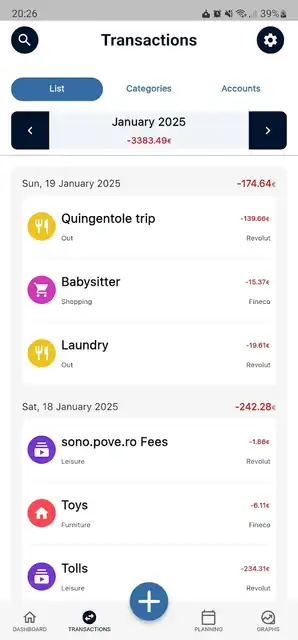 20:26
39%
Transactions
List
Categories
Accounts
January 2025
-3383.49€
Sun, 19 January 2025
-174.64€
Quingentole trip
-139.66€
Out
Revolut
Babysitter
-15.37€
Shopping
Fineco
Laundry
-19.61€
Out
Revolut
Sat, 18 January 2025
-242.28€
sono.pove.ro Fees
-1.86€
Leisure
Revolut
Toys
-6.11€
Furniture
Fineco
Tolls
-234.31€
Leisure
Revolut
DASHBOARD
TRANSACTIONS
PLANNING
GRAPHS